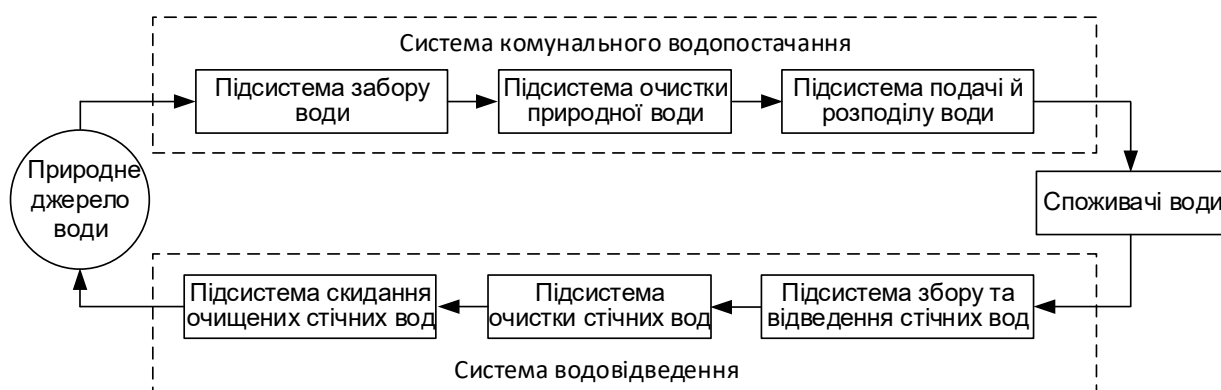 Система комунального водопостачання
Підсистема забору
води
Підсистема очистки
природної води
Підсистема подачі й
розподілу води
Природне
джерело
води
Споживачі води
Підсистема скидання
очищених стічних вод
Підсистема
очистки стічних вод
Підсистема збору та
відведення стічних вод
Система водовідведення